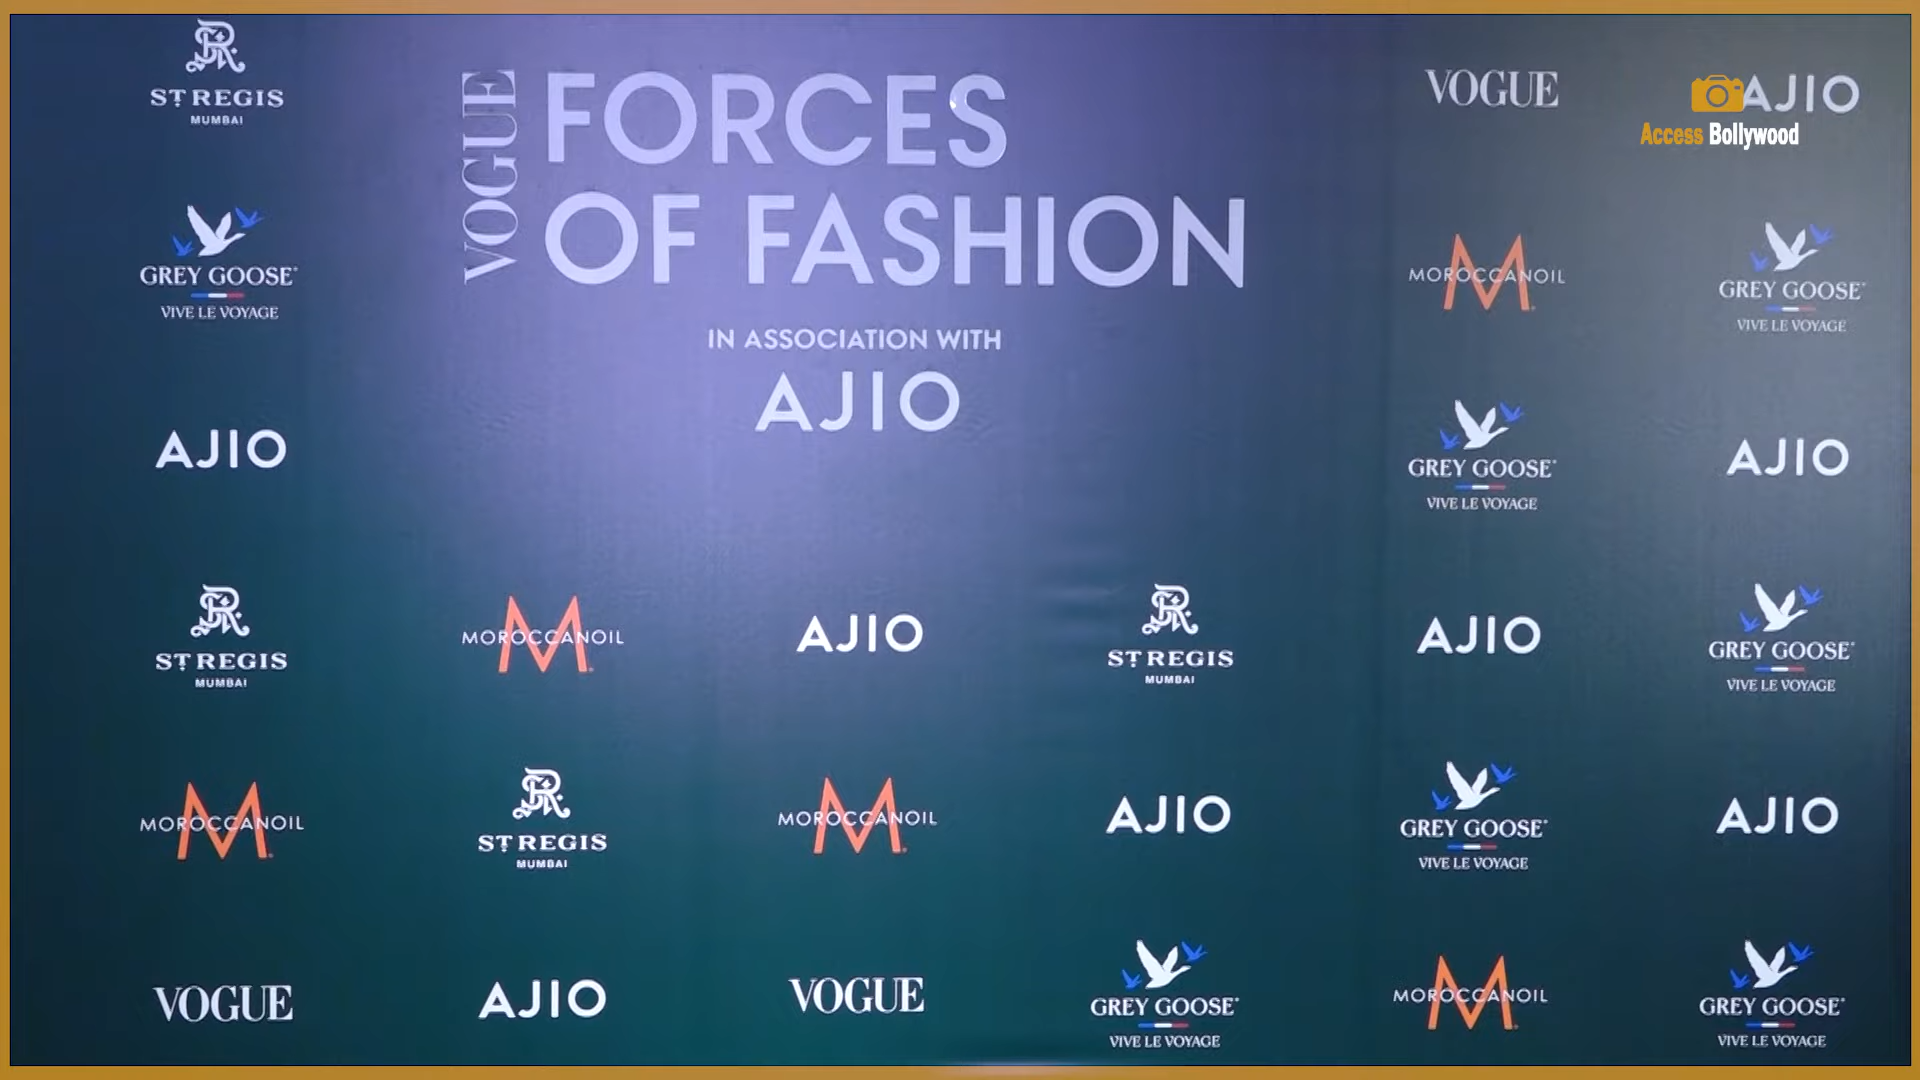 ST REGIS
MUMBAI
VOGUE
FORCES
OF FASHION
IN ASSOCIATION WITH
AJIO
VOGUE
AJIO
Access Bollywood
GREY GOOSE®
VIVE LE VOYAGE
MOROCCANOIL
M
GREY GOOSE®
VIVE LE VOYAGE
AJIO
GREY GOOSE®
VIVE LE VOYAGE
AJIO
ST REGIS
MUMBAI
MOROCCANOIL
M
AJIO
ST REGIS
MUMBAI
AJIO
GREY GOOSE®
VIVE LE VOYAGE
MOROCCANOIL
M
ST REGIS
MUMBAI
MOROCCANOIL
M
AJIO
GREY GOOSE®
VIVE LE VOYAGE
AJIO
VOGUE
AJIO
VOGUE
GREY GOOSE®
VIVE LE VOYAGE
MOROCCANOIL
M
GREY GOOSE®
VIVE LE VOYAGE